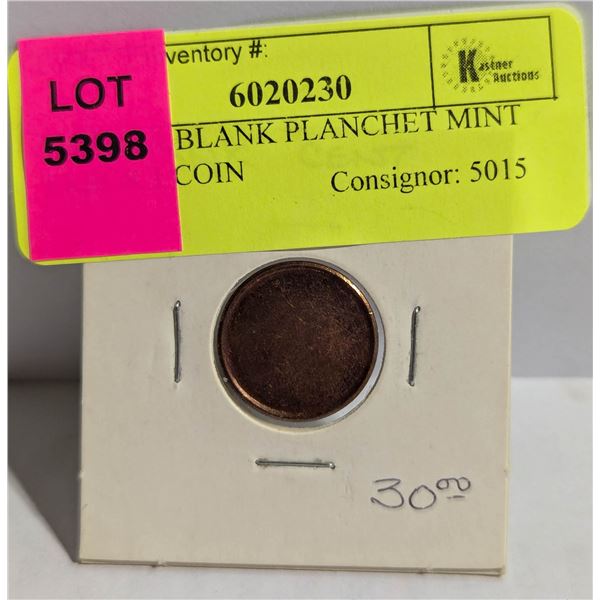 LOT
5398
ventory #:
6020230
Kastner
Auctions
BLANK PLANCHET MINT
COIN
Consignor: 5015
30.00